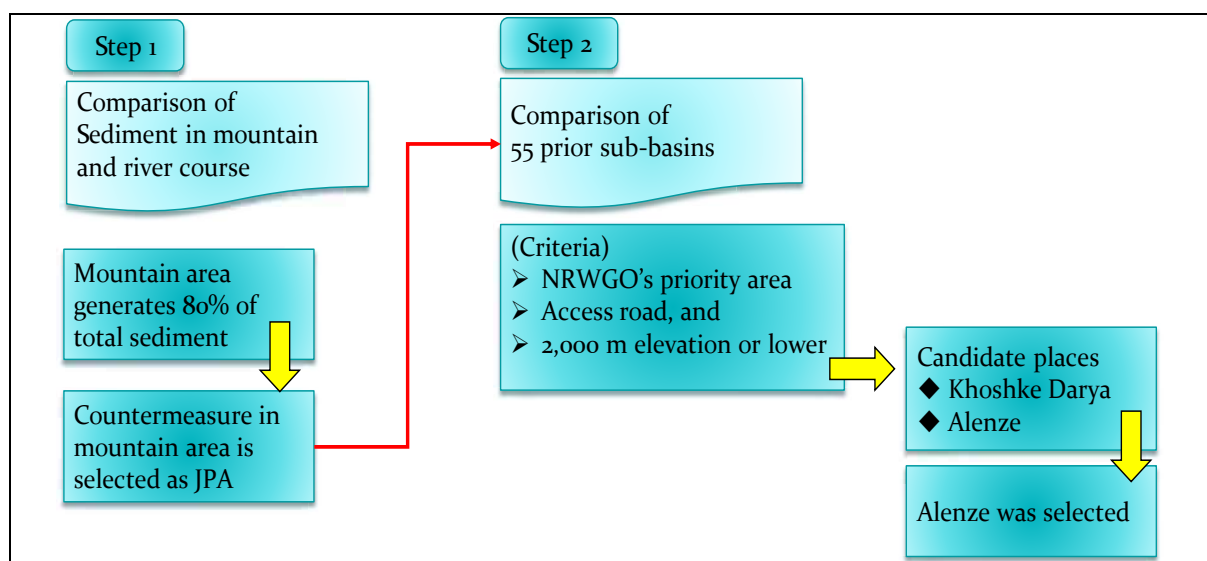 Step 1
Comparison of
Sediment in mountain
and river course
Mountain area
generates 80% of
total sediment
Countermeasure in
mountain area is
selected as JPA
Step 2
Comparison of
55 prior sub-basins
(Criteria)
➢ NRWGO’s priority area
➢ Access road, and
➢ 2,000 m elevation or lower
Candidate places
◆ Khoshke Darya
◆ Alenze
Alenze was selected